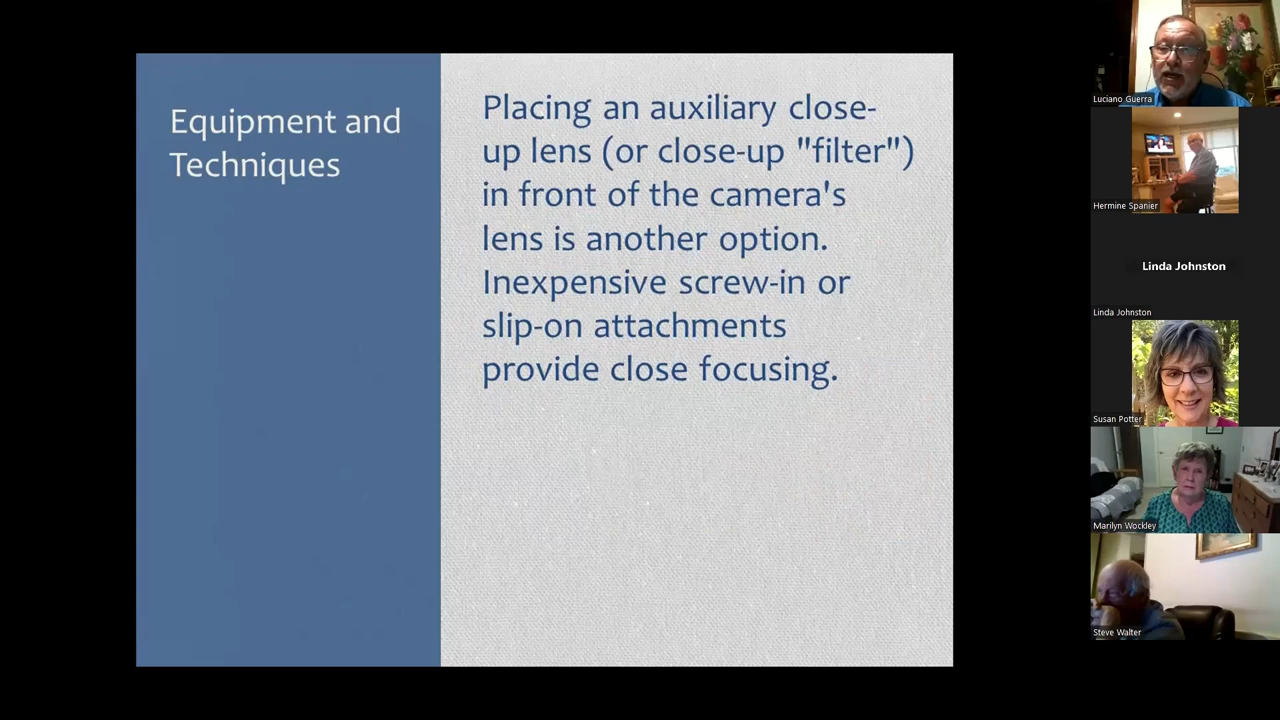 Equipment and
Techniques
Placing an auxiliary close-
up lens (or close-up "filter")
in front of the camera's
lens is another option.
Inexpensive screw-in or
slip-on attachments
provide close focusing.
Luciano Guerra
Hermine Spanier
Linda Johnston
Linda Johnston
Susan Potter
Marilyn Wockley
Steve Walter